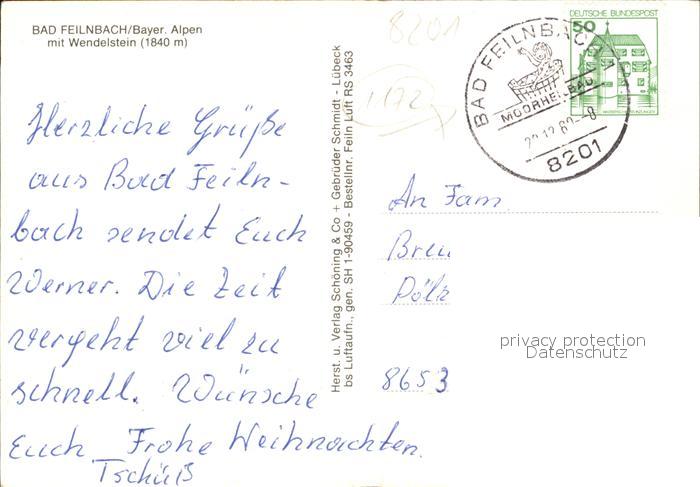 BAD FEILNBACH/Bayer. Alpen
mit Wendelstein (1840 m)
Herzliche Grüße
aus Bad Feiln-
bach sendet Euch
Werner. Die Zeit
vergeht viel zu
schnell. Wünsche
Euch Frohe Weihnachten.
Tschüß
Herst. u. Verlag Schöning & Co + Gebrüder Schmidt - Lübeck
bs Luftaufn., gen. SH 1-90459 - Bestellnr. Feiln Luft RS 3463
8201
1172
DEUTSCHE BUNDESPOST
50
BAD FEILNBACH 1
MOORHEILBAD
8201
An Fam
Breu
Pölz
8653
privacy protection
Datenschutz